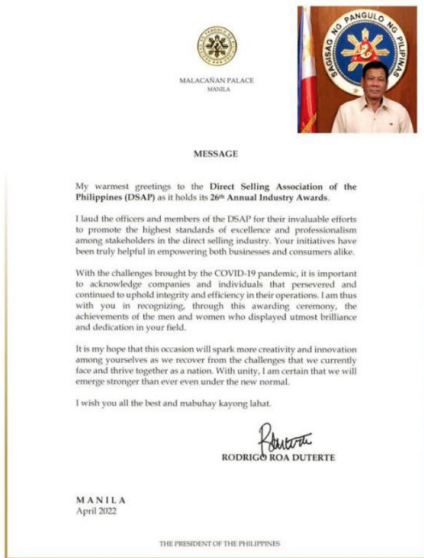 SAGISAG NG PANGULO NG PILIPINAS
MALACAÑAN PALACE
MANILA
MESSAGE
My warmest greetings to the Direct Selling Association of the
Philippines (DSAP) as it holds its 26th Annual Industry Awards.
I laud the officers and members of the DSAP for their invaluable efforts
to promote the highest standards of excellence and professionalism
among stakeholders in the direct selling industry. Your initiatives have
been truly helpful in empowering both businesses and consumers alike.
With the challenges brought by the COVID-19 pandemic, it is important
to acknowledge companies and individuals that persevered and
continued to uphold integrity and efficiency in their operations. I am thus
with you in recognizing, through this awarding ceremony, the
achievements of the men and women who displayed utmost brilliance
and dedication in your field.
It is my hope that this occasion will spark more creativity and innovation
among yourselves as we recover from the challenges that we currently
face and thrive together as a nation. With unity, I am certain that we will
emerge stronger than ever even under the new normal.
I wish you all the best and mabuhay kayong lahat.
RODRIGO ROA DUTERTE
MANILA
April 2022
THE PRESIDENT OF THE PHILIPPINES